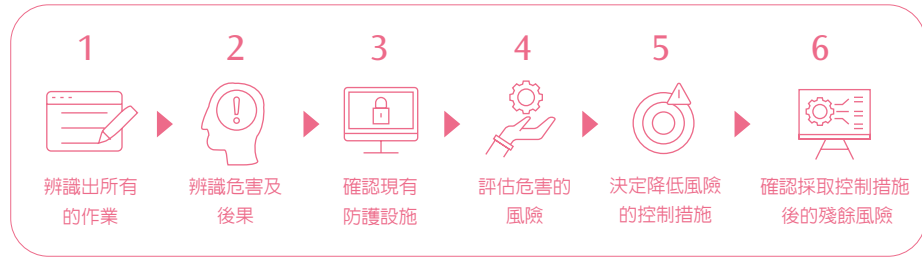 1
辨識出所有
的作業
2
辨識危害及
後果
3
確認現有
防護設施
4
評估危害的
風險
5
決定降低風險
的控制措施
6
確認採取控制措施
後的殘餘風險